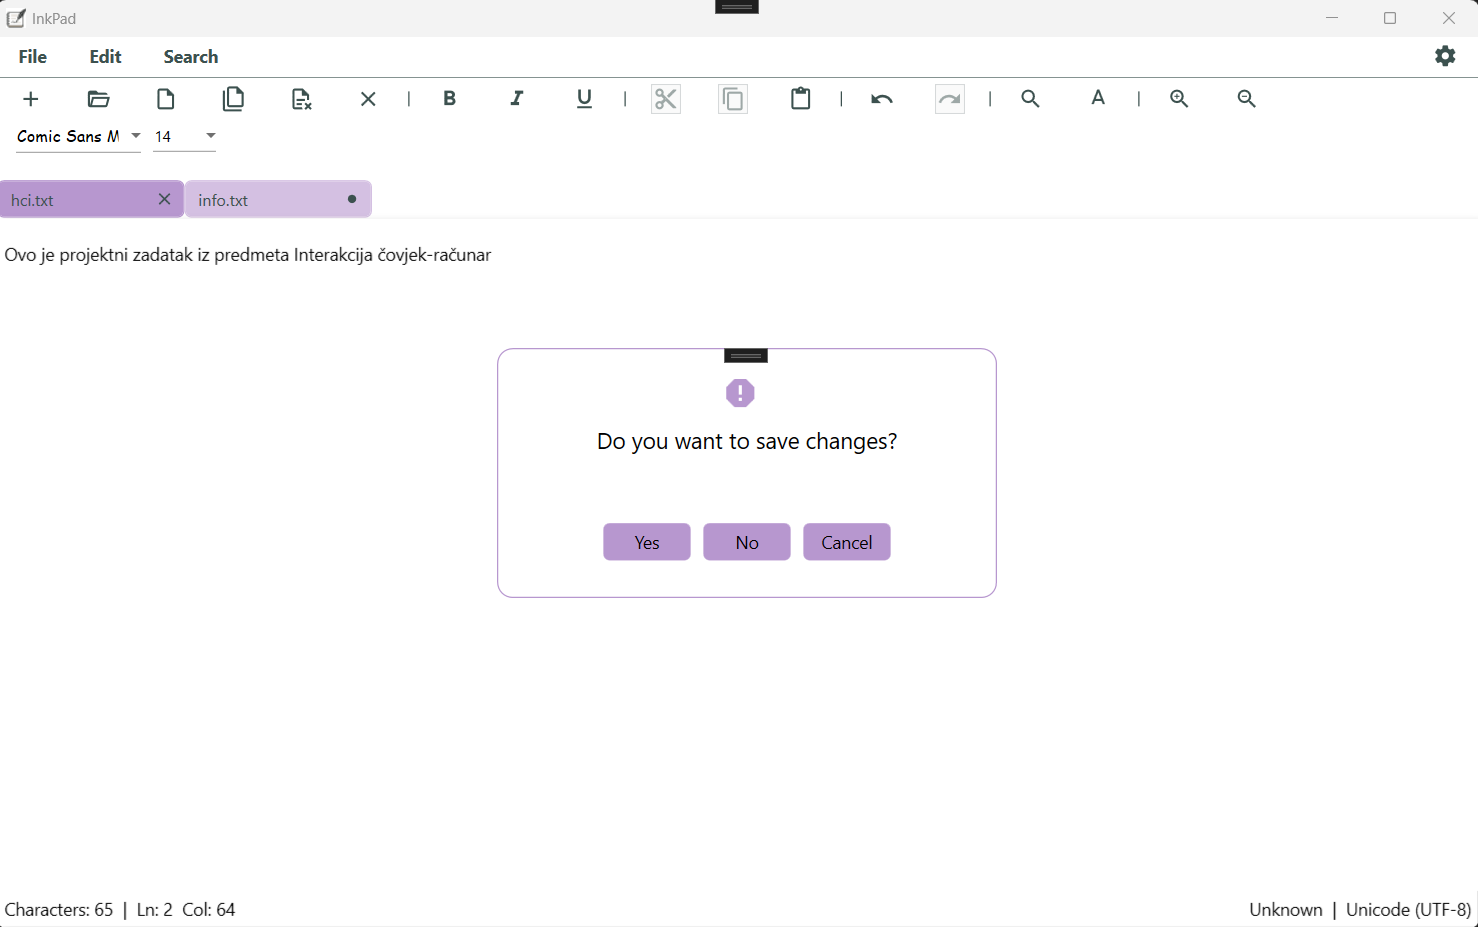 InkPad
File Edit Search
B I U A
Comic Sans M 14
hci.txt info.txt
Ovo je projektni zadatak iz predmeta Interakcija čovjek-računar
Do you want to save changes?
Yes No Cancel
Characters: 65 | Ln: 2 Col: 64 Unknown | Unicode (UTF-8)